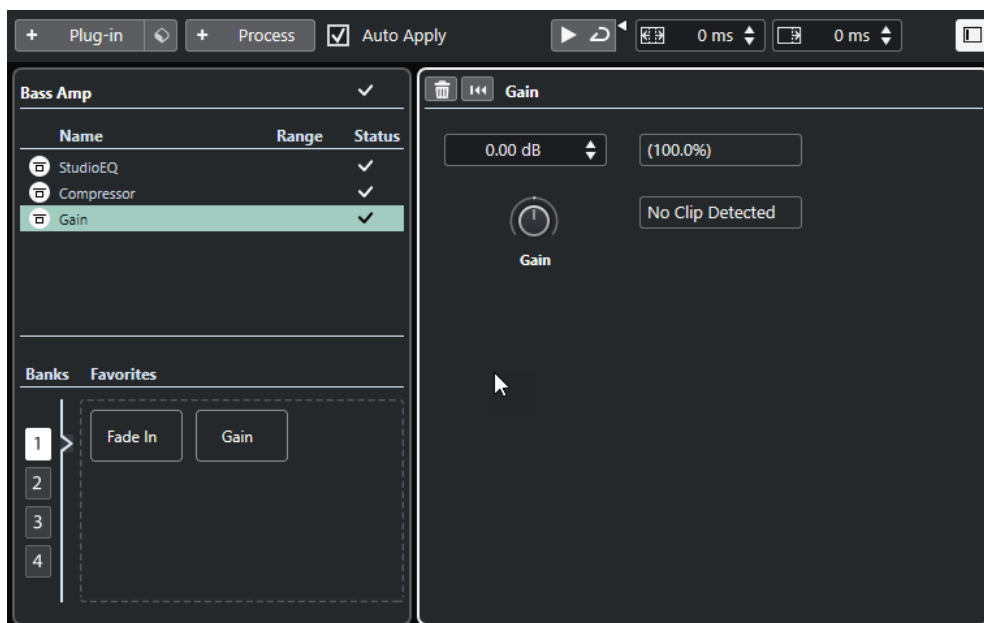 + Plug-in + Process Auto Apply 0 ms 0 ms
Bass Amp
Name Range Status
StudioEQ
Compressor
Gain
Banks Favorites
1
2
3
4
Fade In Gain
Gain
0.00 dB (100.0%)
No Clip Detected
Gain